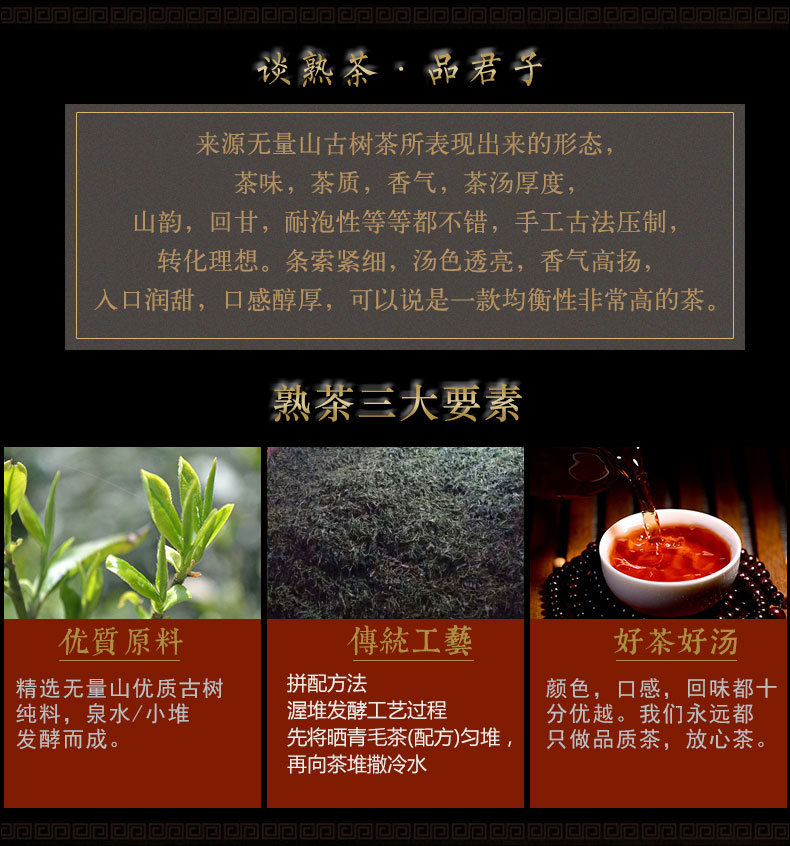 谈熟茶·品君子
来源无量山古树茶所表现出来的形态，
茶味，茶质，香气，茶汤厚度，
山韵，回甘，耐泡性等等都不错，手工古法压制，
转化理想。条索紧细，汤色透亮，香气高扬，
入口润甜，口感醇厚，可以说是一款均衡性非常高的茶。
熟茶三大要素
优質原料
精选无量山优质古树
纯料，泉水/小堆
发酵而成。
傳統工藝
拼配方法
渥堆发酵工艺过程
先将晒青毛茶(配方)匀堆，
再向茶堆撒冷水
好茶好汤
颜色，口感，回味都十
分优越。我们永远都
只做品质茶，放心茶。